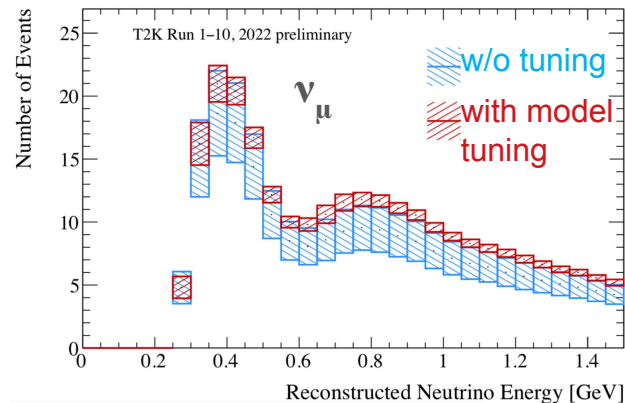 T2K Run 1–10, 2022 preliminary
Number of Events
25
20
15
10
5
0
ν_μ
w/o tuning
with model
tuning
0 0.2 0.4 0.6 0.8 1 1.2 1.4
Reconstructed Neutrino Energy [GeV]